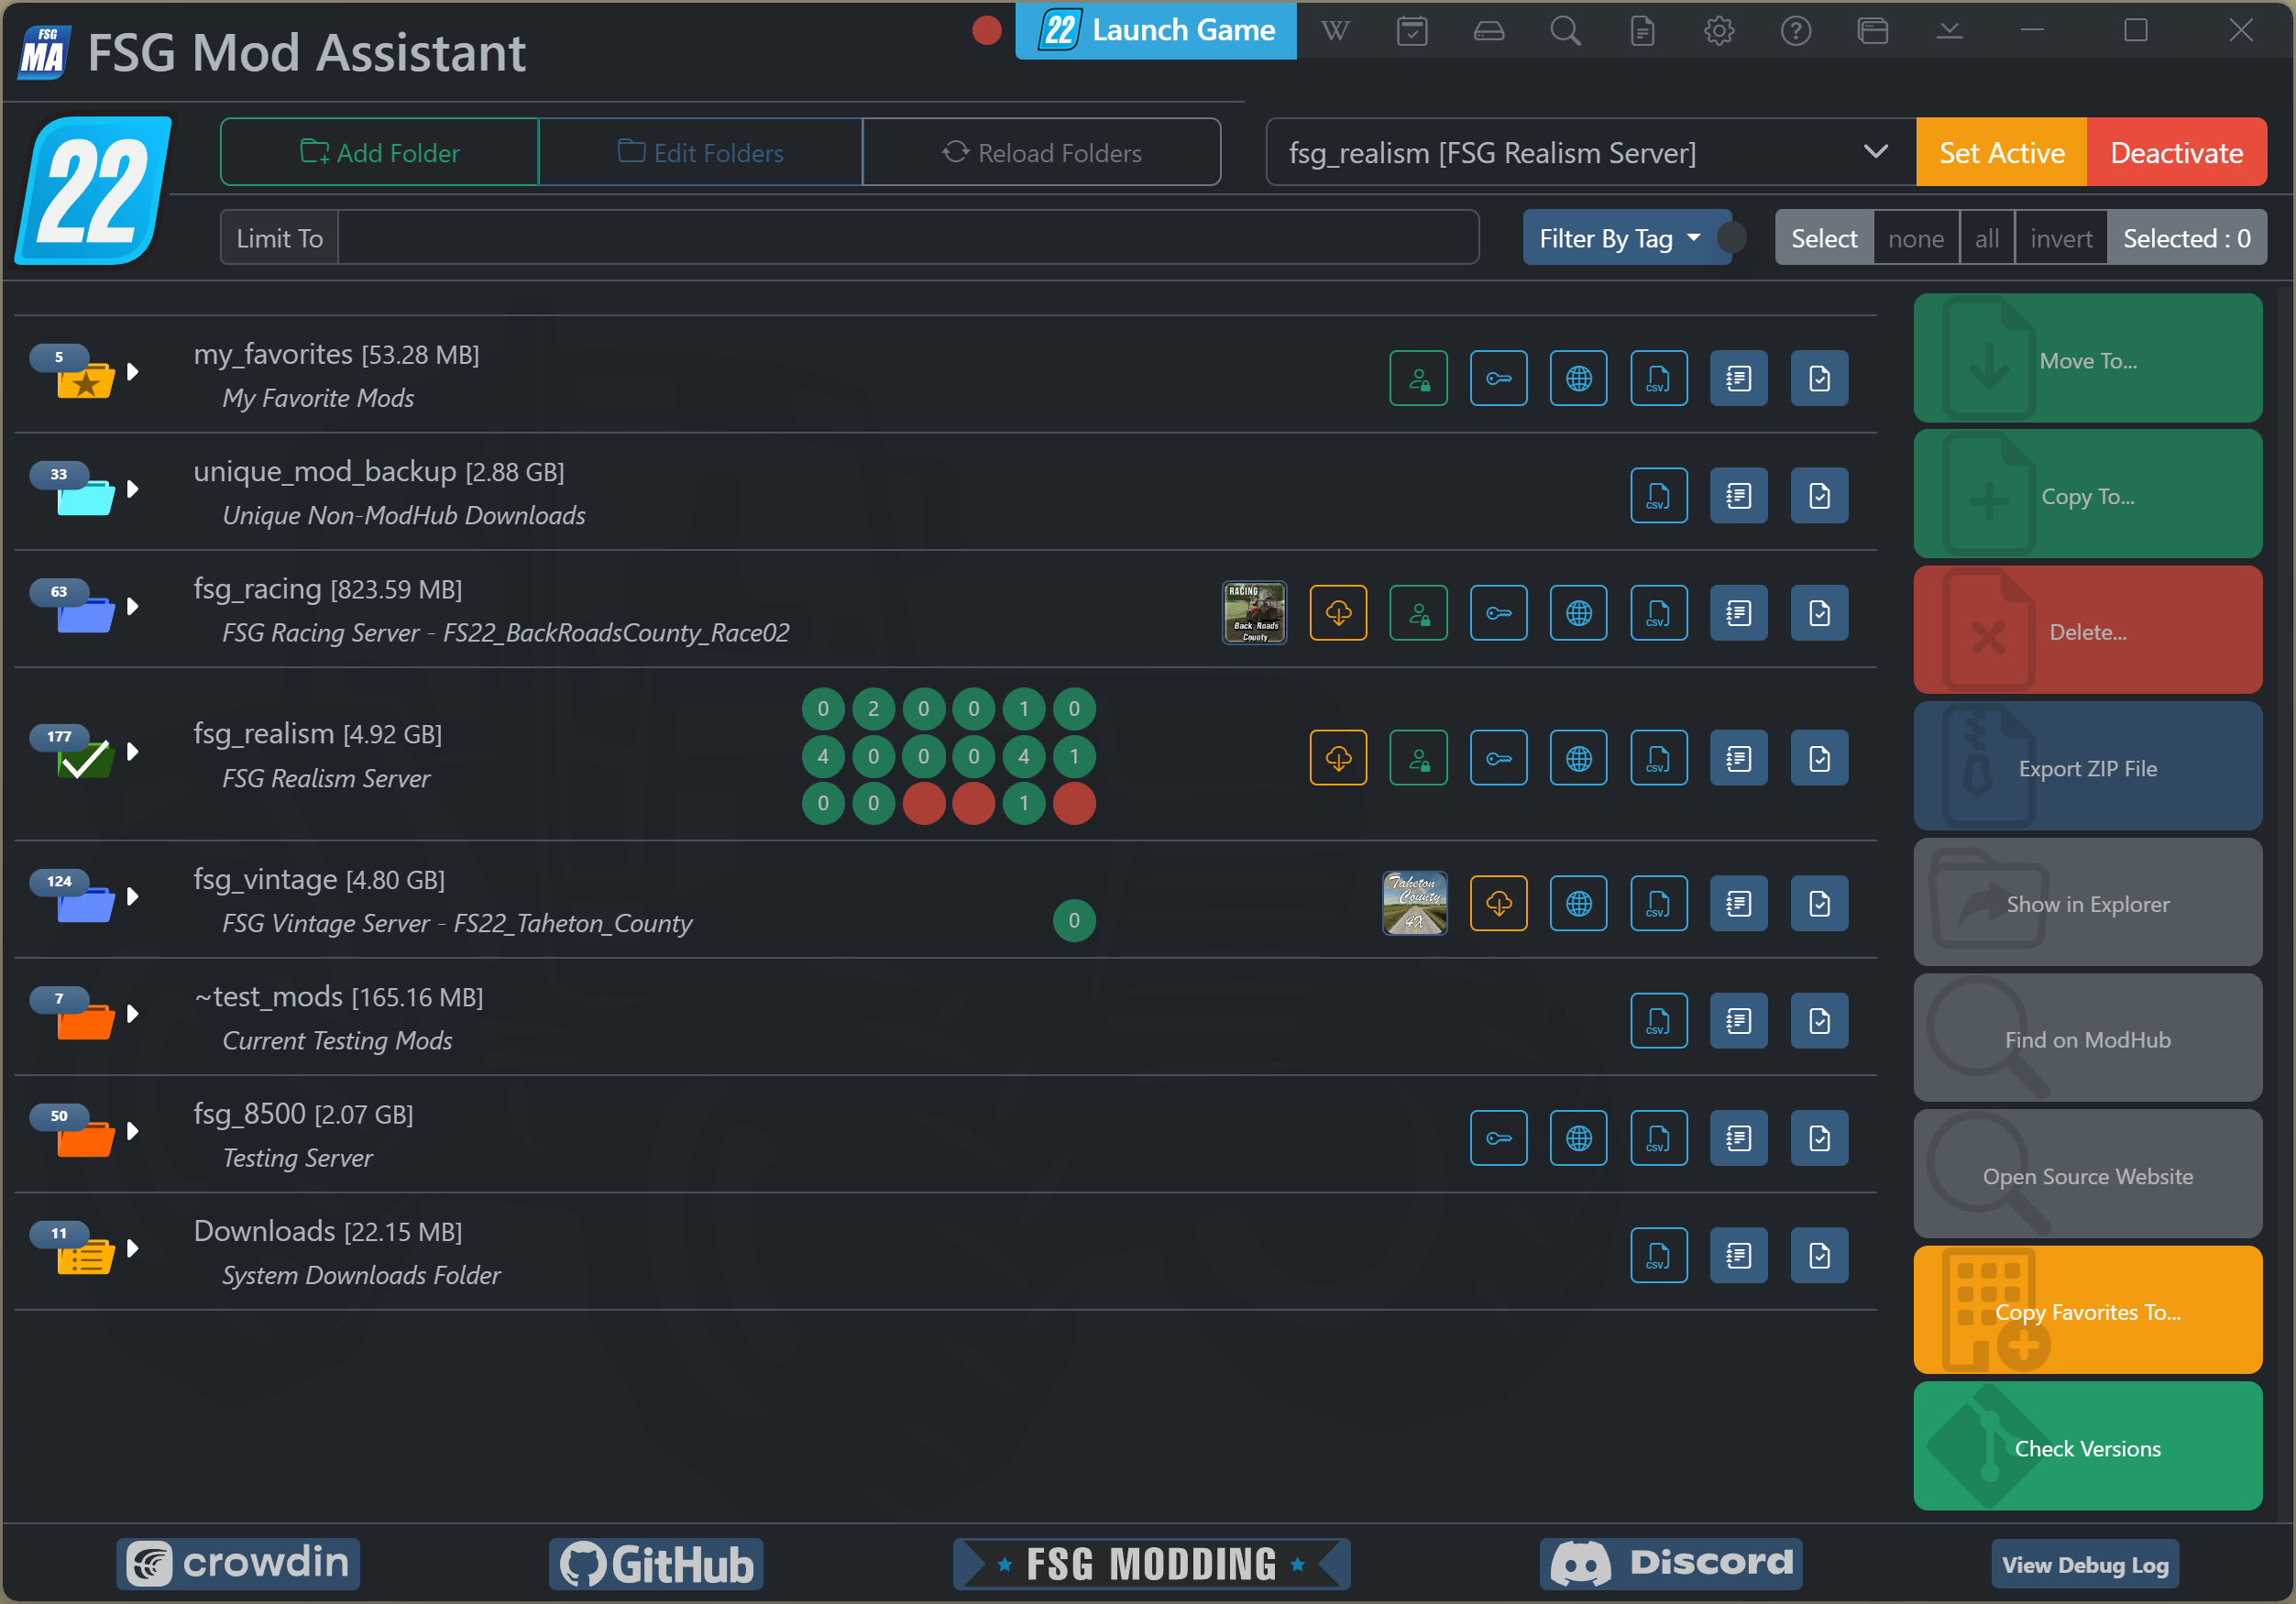 FSG
MA
FSG Mod Assistant
22 Launch Game
W
22
Add Folder
Edit Folders
Reload Folders
fsg_realism [FSG Realism Server]
Set Active
Deactivate
Limit To
Filter By Tag
Select
none
all
invert
Selected : 0
5
my_favorites [53.28 MB]
My Favorite Mods
CSV
33
unique_mod_backup [2.88 GB]
Unique Non-ModHub Downloads
CSV
63
fsg_racing [823.59 MB]
FSG Racing Server - FS22_BackRoadsCounty_Race02
RACING
Back Roads
County
CSV
177
fsg_realism [4.92 GB]
FSG Realism Server
0 2 0 0 1 0
4 0 0 0 4 1
0 0 1
CSV
124
fsg_vintage [4.80 GB]
FSG Vintage Server - FS22_Taheton_County
0
Taheton
County
4X
CSV
7
~test_mods [165.16 MB]
Current Testing Mods
CSV
50
fsg_8500 [2.07 GB]
Testing Server
CSV
11
Downloads [22.15 MB]
System Downloads Folder
CSV
Move To...
Copy To...
Delete...
Export ZIP File
Show in Explorer
Find on ModHub
Open Source Website
Copy Favorites To...
Check Versions
crowdin
GitHub
FSG MODDING
Discord
View Debug Log